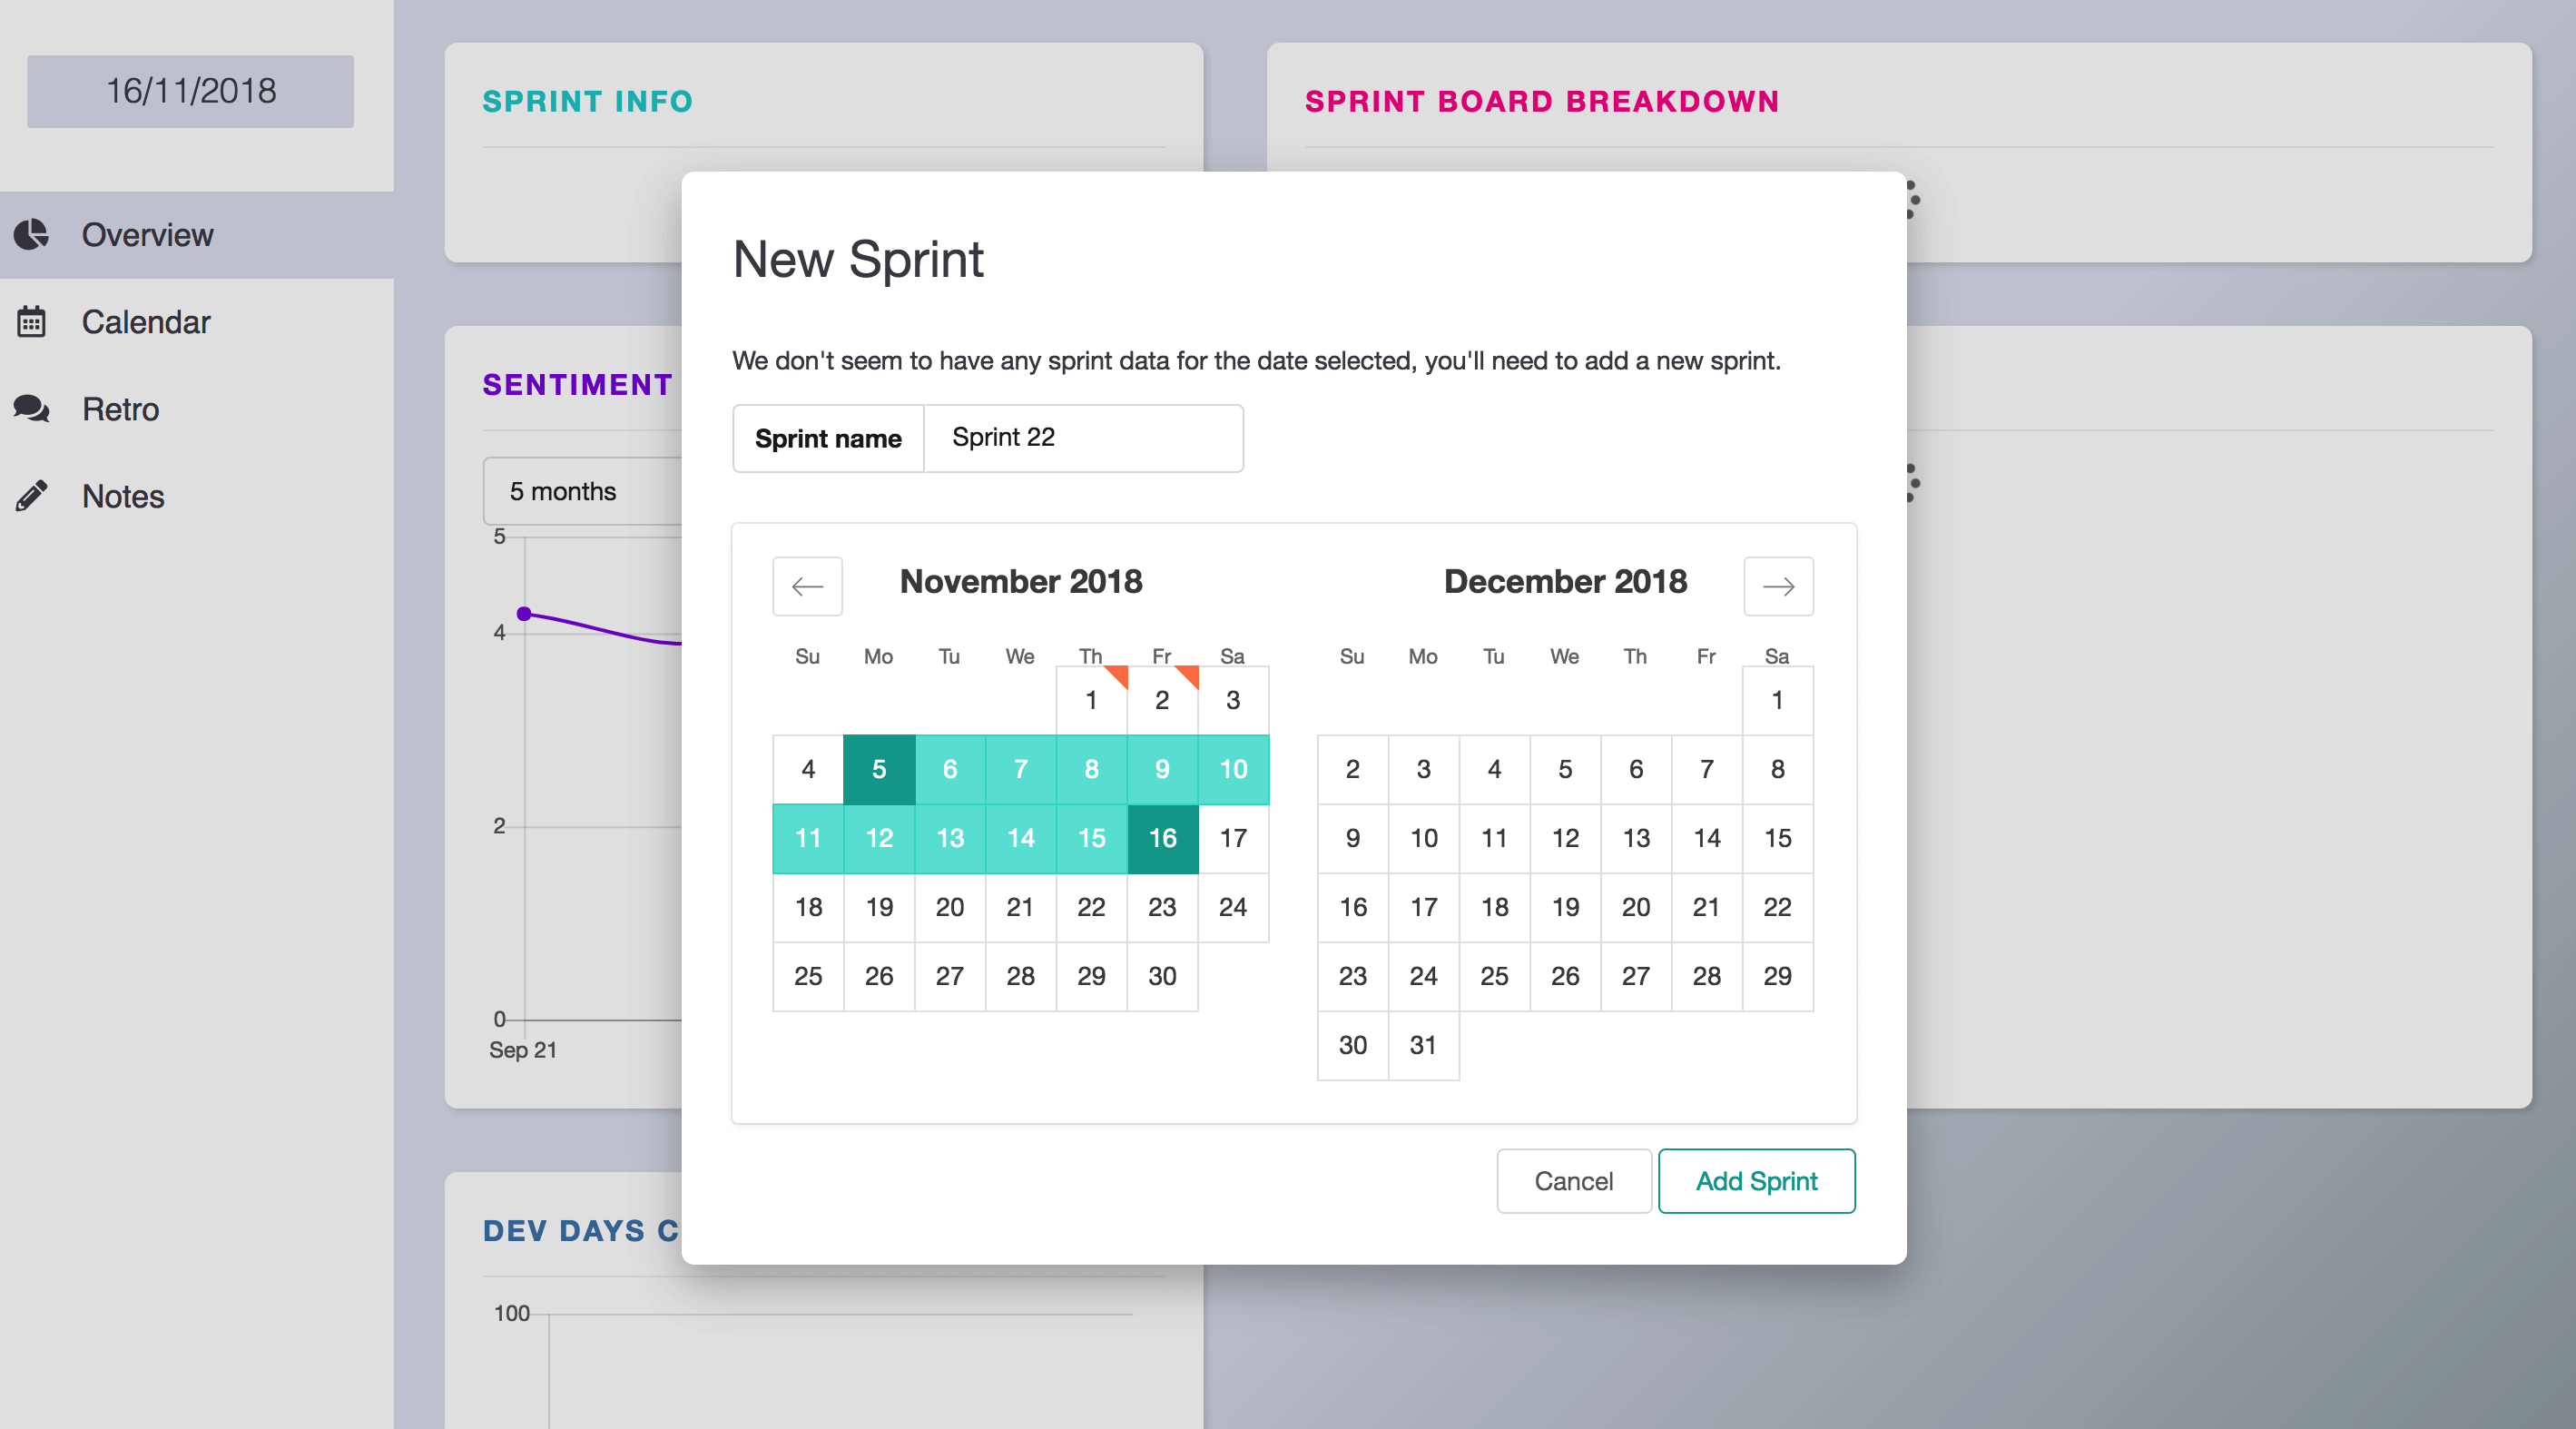 16/11/2018
Overview
Calendar
Retro
Notes
SPRINT INFO
SPRINT BOARD BREAKDOWN
SENTIMENT
5 months
5
4
2
0
Sep 21
DEV DAYS C
100
New Sprint
We don't seem to have any sprint data for the date selected, you'll need to add a new sprint.
Sprint name Sprint 22
November 2018
Su Mo Tu We Th Fr Sa
1 2 3
4 5 6 7 8 9 10
11 12 13 14 15 16 17
18 19 20 21 22 23 24
25 26 27 28 29 30
December 2018
Su Mo Tu We Th Fr Sa
1
2 3 4 5 6 7 8
9 10 11 12 13 14 15
16 17 18 19 20 21 22
23 24 25 26 27 28 29
30 31
Cancel Add Sprint